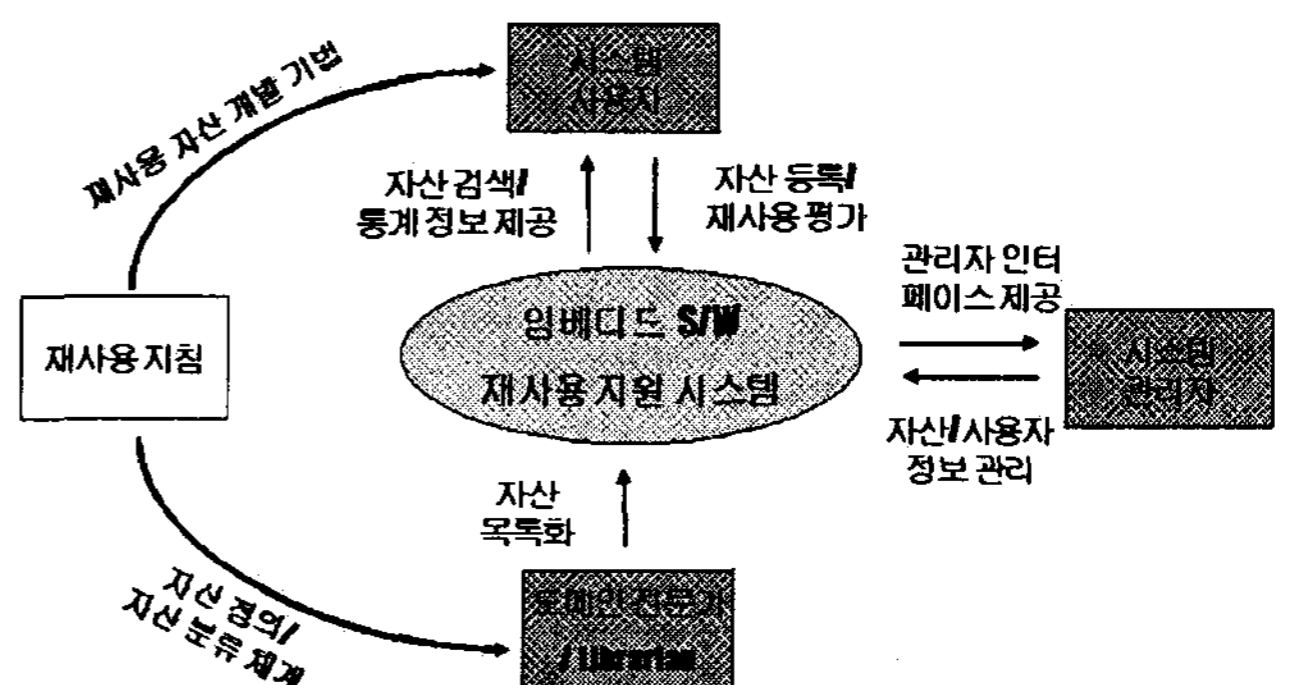 시스템
사용자
재사용 자산 개발 기법
자산 검색/
통계 정보 제공
자산 등록/
재사용 평가
관리자 인터
페이스 제공
임베디드 S/W
재사용 지원 시스템
재사용 지침
시스템
관리자
자산/사용자
정보 관리
자산
목록화
도메인 전문가
/ Librarian
자산 정의/
자산 분류 체계